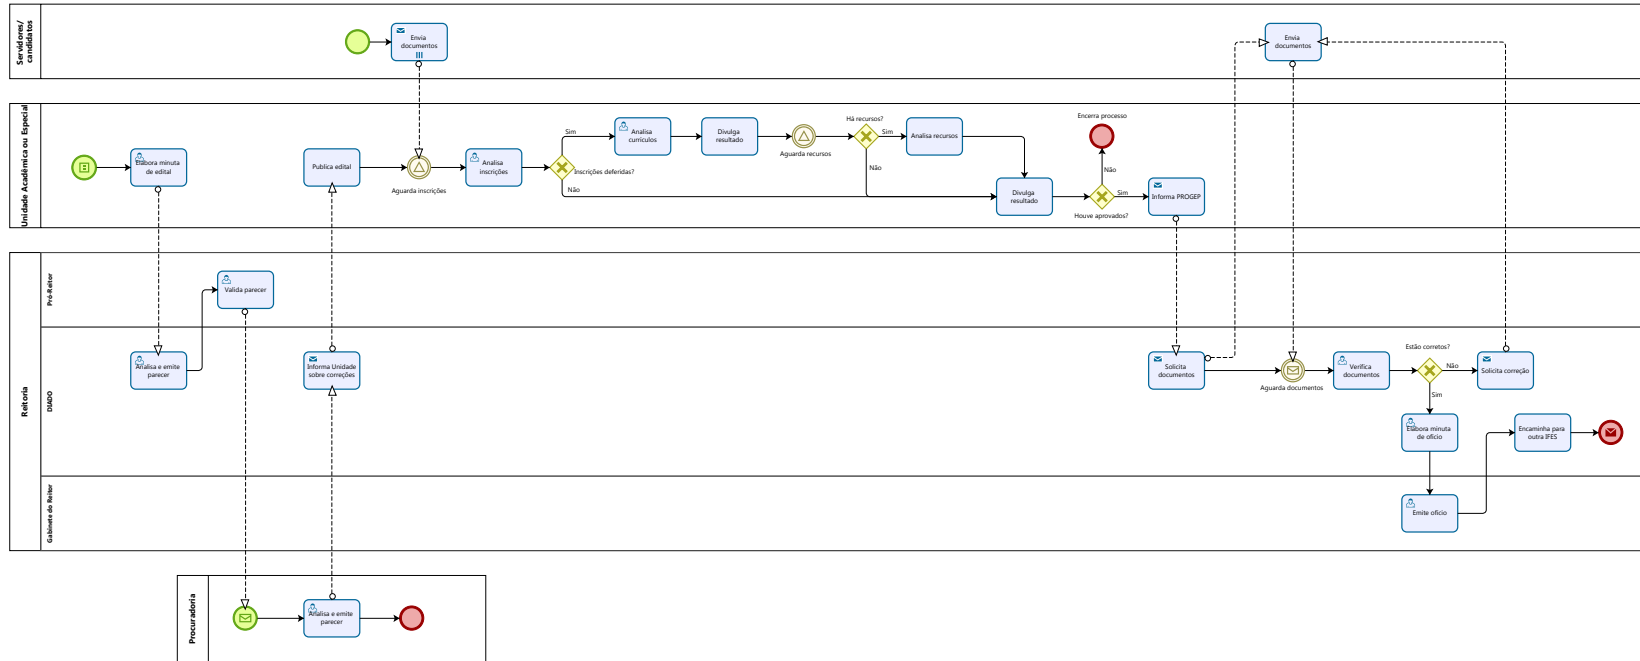 Servidores/
candidatos
Envia
documentos
Envia
documentos
Unidade Acadêmica ou Especial
Elabora minuta
de edital
Publica edital
Aguarda inscrições
Analisa
inscrições
Inscrições deferidas?
Sim
Não
Analisa
currículos
Divulga
resultado
Aguarda recursos
Há recursos?
Sim
Não
Analisa recursos
Divulga
resultado
Encerra processo
Não
Sim
Houve aprovados?
Informa PROGEP
Reitoria
Pró-Reitor
Valida parecer
DIADO
Analisa e emite
parecer
Informa Unidade
sobre correções
Solicita
documentos
Aguarda documentos
Verifica
documentos
Estão corretos?
Não
Sim
Solicita correção
Elabora minuta
de ofício
Encaminha para
outra IFES
Gabinete do Reitor
Emite ofício
Procuradoria
Analisa e emite
parecer